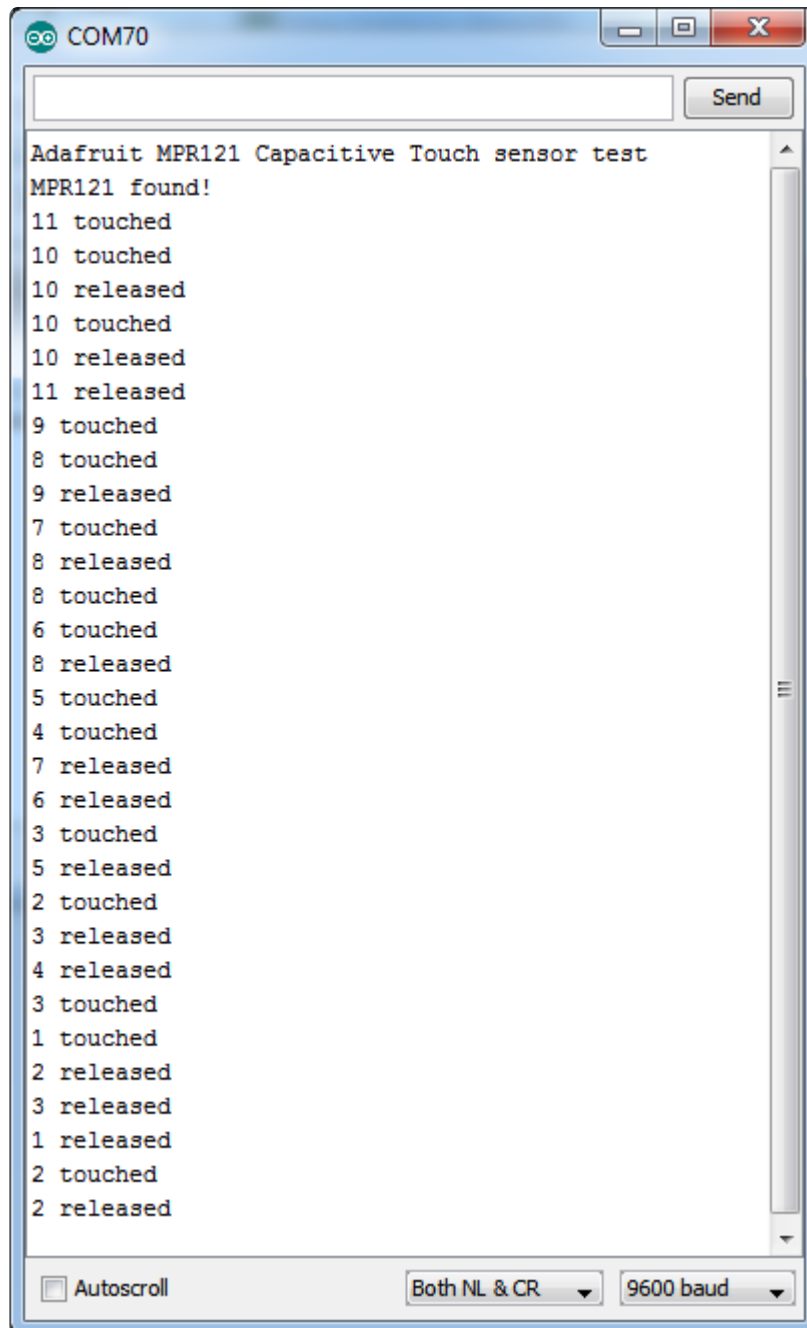 COM70
Send
Adafruit MPR121 Capacitive Touch sensor test
MPR121 found!
11 touched
10 touched
10 released
10 touched
10 released
11 released
9 touched
8 touched
9 released
7 touched
8 released
8 touched
6 touched
8 released
5 touched
4 touched
7 released
6 released
3 touched
5 released
2 touched
3 released
4 released
3 touched
1 touched
2 released
3 released
1 released
2 touched
2 released
Autoscroll Both NL & CR 9600 baud